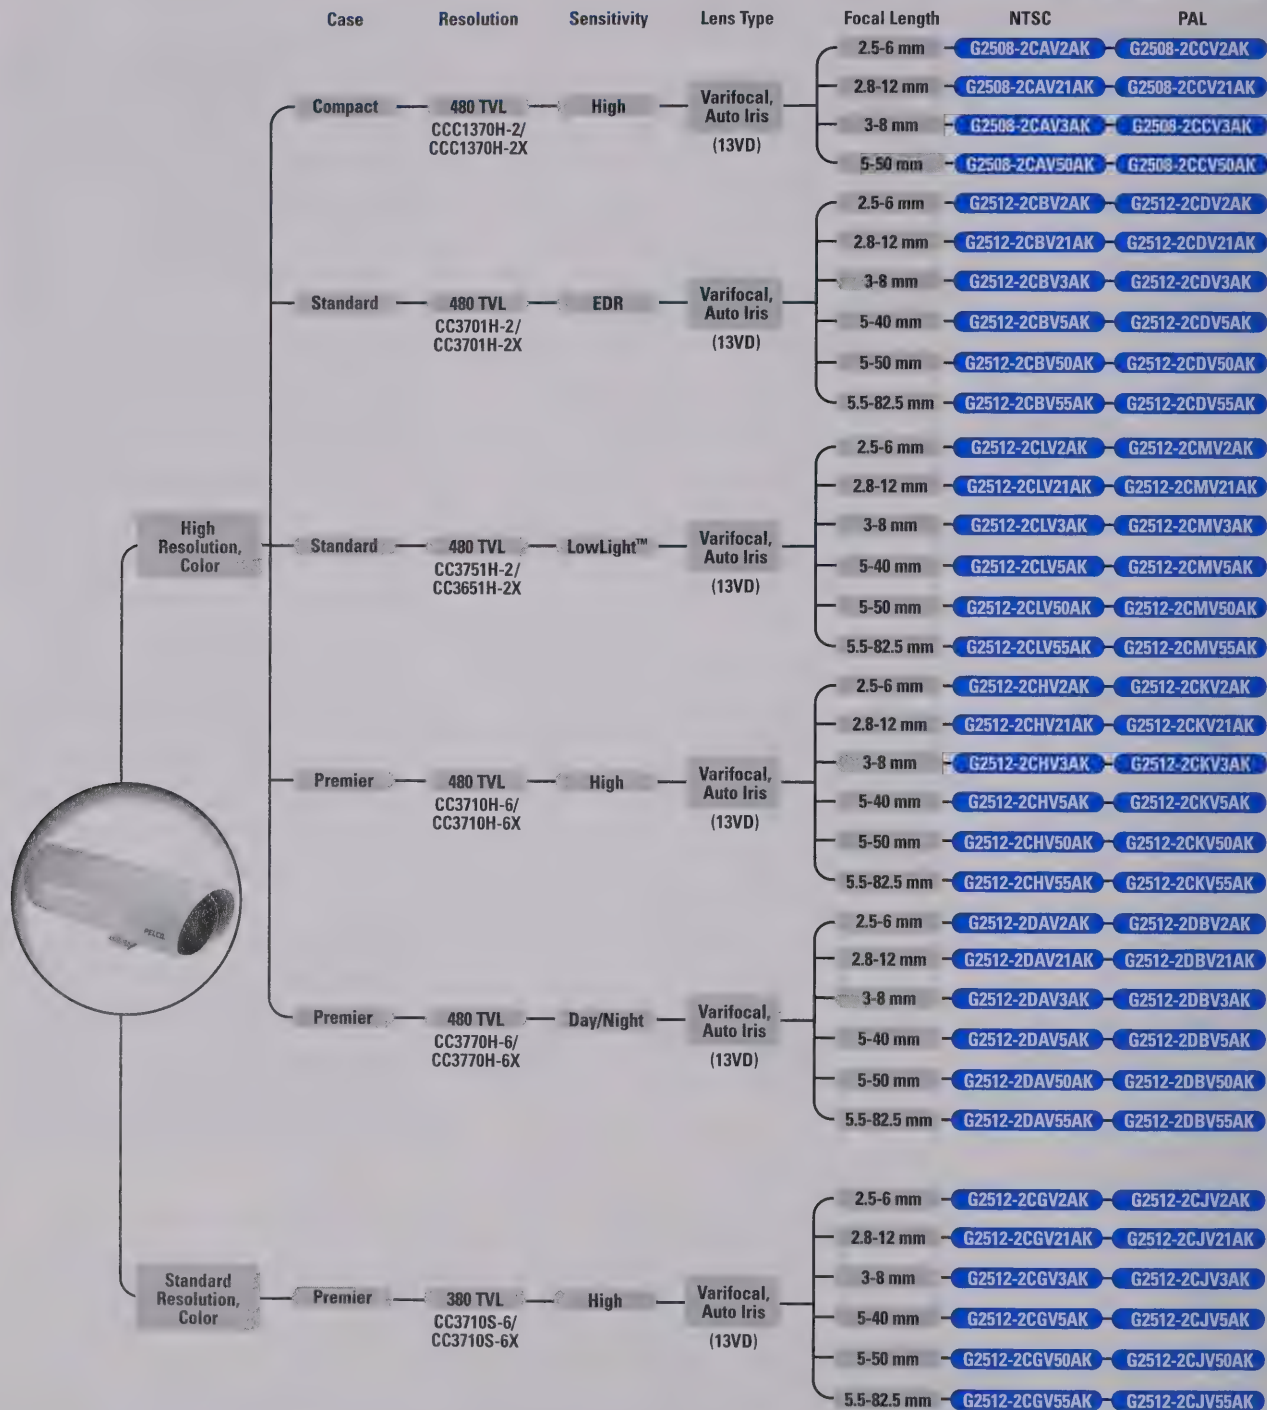 Case Resolution Sensitivity Lens Type Focal Length NTSC PAL
2.5-6 mm G2508-2CAV2AK G2508-2CCV2AK
2.8-12 mm G2508-2CAV21AK G2508-2CCV21AK
Compact 480 TVL High Varifocal, Auto Iris
CCC1370H-2/
CCC1370H-2X
(13VD)
3-8 mm G2508-2CAV3AK G2508-2CCV3AK
5-50 mm G2508-2CAV50AK G2508-2CCV50AK
2.5-6 mm G2512-2CBV2AK G2512-2CDV2AK
2.8-12 mm G2512-2CBV21AK G2512-2CDV21AK
3-8 mm G2512-2CBV3AK G2512-2CDV3AK
Standard 480 TVL EDR Varifocal, Auto Iris
CC3701H-2/
CC3701H-2X
(13VD)
5-40 mm G2512-2CBV5AK G2512-2CDV5AK
5-50 mm G2512-2CBV50AK G2512-2CDV50AK
5.5-82.5 mm G2512-2CBV55AK G2512-2CDV55AK
2.5-6 mm G2512-2CLV2AK G2512-2CMV2AK
2.8-12 mm G2512-2CLV21AK G2512-2CMV21AK
3-8 mm G2512-2CLV3AK G2512-2CMV3AK
High
Resolution,
Color
Standard 480 TVL LowLight™ Varifocal, Auto Iris
CC3751H-2/
CC3651H-2X
(13VD)
5-40 mm G2512-2CLV5AK G2512-2CMV5AK
5-50 mm G2512-2CLV50AK G2512-2CMV50AK
5.5-82.5 mm G2512-2CLV55AK G2512-2CMV55AK
2.5-6 mm G2512-2CHV2AK G2512-2CKV2AK
2.8-12 mm G2512-2CHV21AK G2512-2CKV21AK
3-8 mm G2512-2CHV3AK G2512-2CKV3AK
Premier 480 TVL High Varifocal, Auto Iris
CC3710H-6/
CC3710H-6X
(13VD)
5-40 mm G2512-2CHV5AK G2512-2CKV5AK
5-50 mm G2512-2CHV50AK G2512-2CKV50AK
5.5-82.5 mm G2512-2CHV55AK G2512-2CKV55AK
PELCO
2.5-6 mm G2512-2DAV2AK G2512-2DBV2AK
2.8-12 mm G2512-2DAV21AK G2512-2DBV21AK
3-8 mm G2512-2DAV3AK G2512-2DBV3AK
Premier 480 TVL Day/Night Varifocal, Auto Iris
CC3770H-6/
CC3770H-6X
(13VD)
5-40 mm G2512-2DAV5AK G2512-2DBV5AK
5-50 mm G2512-2DAV50AK G2512-2DBV50AK
5.5-82.5 mm G2512-2DAV55AK G2512-2DBV55AK
2.5-6 mm G2512-2CGV2AK G2512-2CJV2AK
2.8-12 mm G2512-2CGV21AK G2512-2CJV21AK
3-8 mm G2512-2CGV3AK G2512-2CJV3AK
Standard
Resolution,
Color
Premier 380 TVL High Varifocal, Auto Iris
CC3710S-6/
CC3710S-6X
(13VD)
5-40 mm G2512-2CGV5AK G2512-2CJV5AK
5-50 mm G2512-2CGV50AK G2512-2CJV50AK
5.5-82.5 mm G2512-2CGV55AK G2512-2CJV55AK